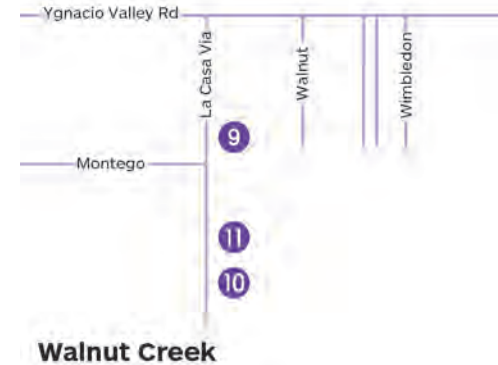 Ygnacio Valley Rd
La Casa Via
Walnut
Wimbledon
9
Montego
11
10
Walnut Creek